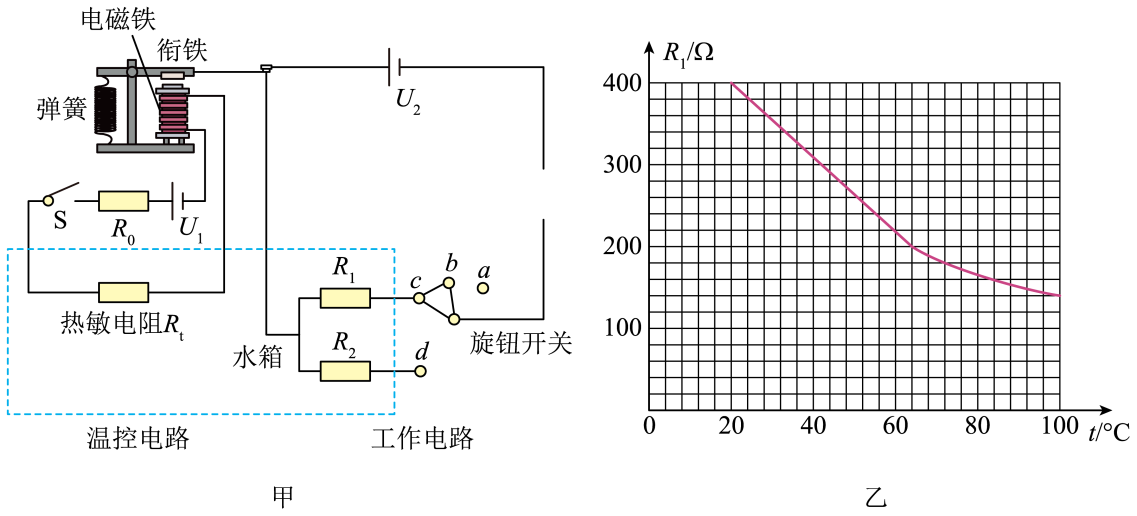 电磁铁
衔铁
弹簧
U₂
S
R₀
U₁
热敏电阻Rₜ
R₁
R₂
水箱
a
b
c
d
旋钮开关
温控电路
工作电路
甲
R₁/Ω
400
300
200
100
0
20
40
60
80
100
t/°C
乙